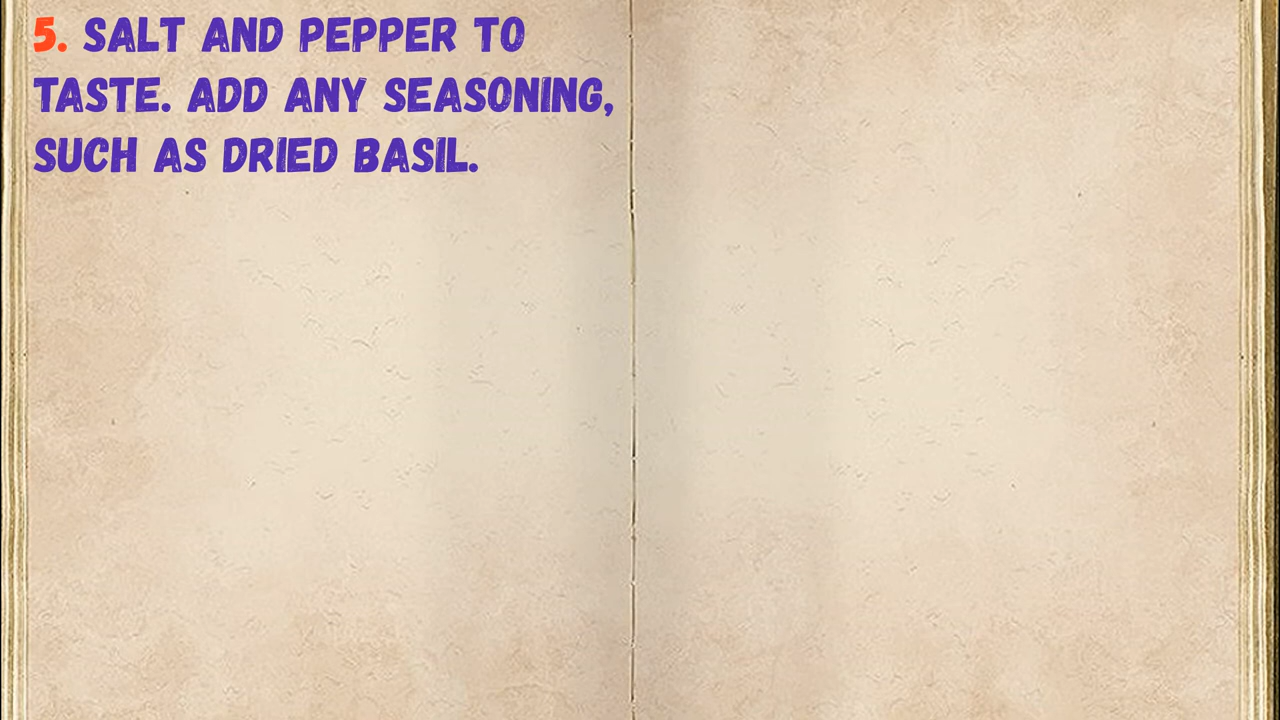 5. SALT AND PEPPER TO
TASTE. ADD ANY SEASONING,
SUCH AS DRIED BASIL.